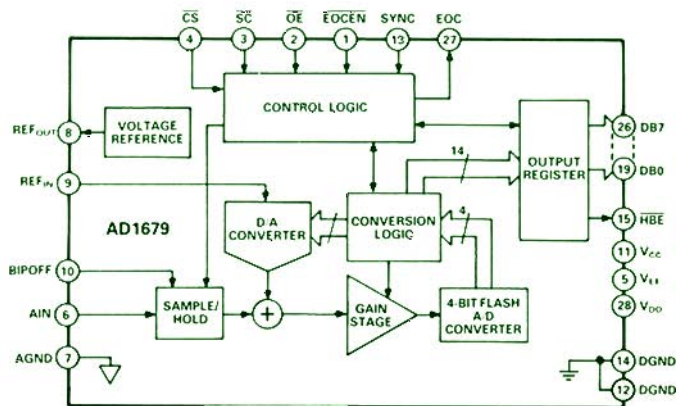 CS SC OE EOCEN SYNC EOC
4 3 2 1 13 27
CONTROL LOGIC
REFOUT 8
VOLTAGE
REFERENCE
26 DB7
14
OUTPUT
REGISTER
19 DB0
REFIN 9
D/A
CONVERTER
CONVERSION
LOGIC
4
15 HBE
AD1679
11 VCC
BIPOFF 10
5 VEE
AIN 6
SAMPLE/
HOLD
+
GAIN
STAGE
4-BIT FLASH
A/D
CONVERTER
28 VDD
AGND 7
14 DGND
12 DGND